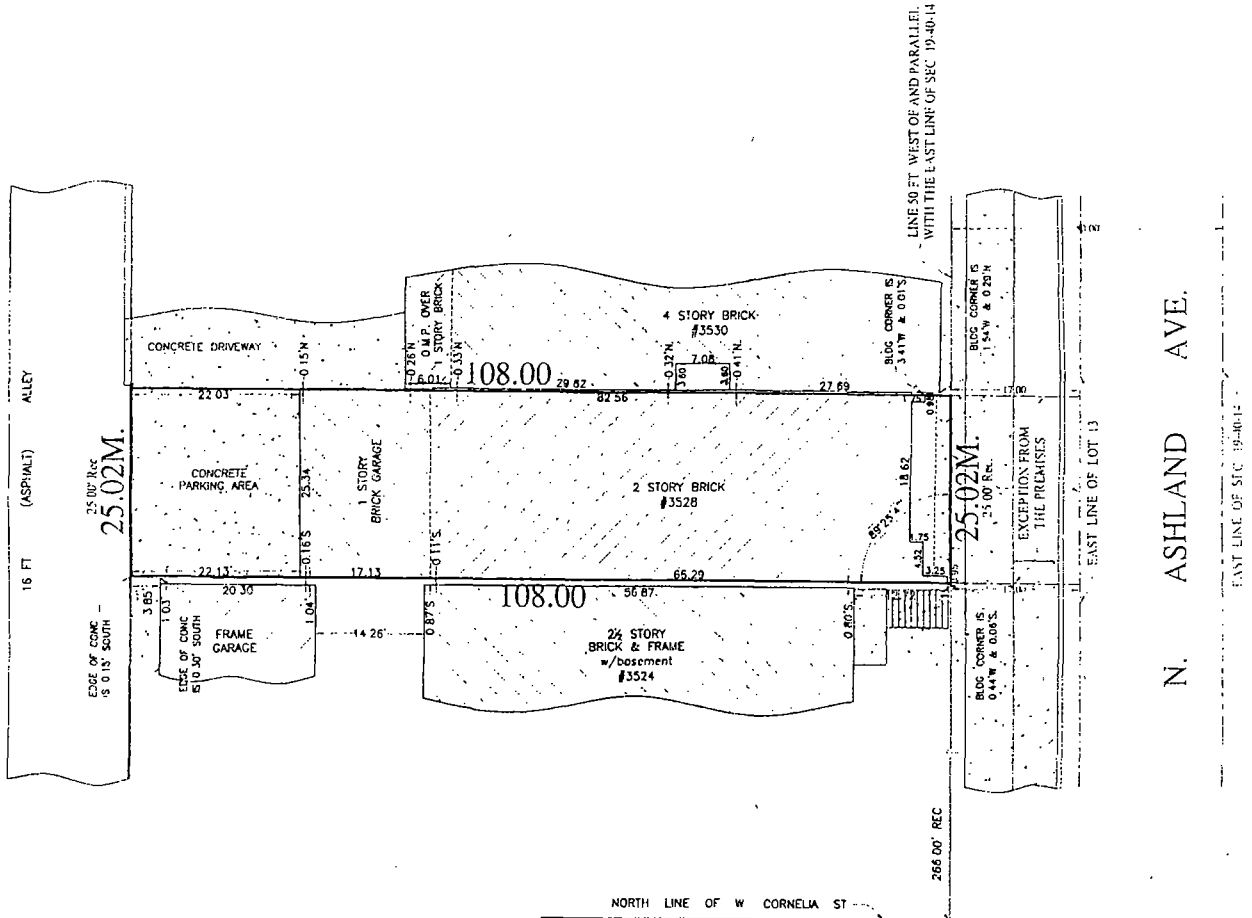 LINE 50 FT WEST OF AND PARALLEL
WITH THE EAST LINE OF SEC 19-40-14
16 FT (ASPHALT) ALLEY
CONCRETE DRIVEWAY
0.15'N
0.26'N
O.M.P. OVER
1 STORY BRICK
0.33'N
6.01
108.00
29.62
4 STORY BRICK
#3530
7.08
0.32'N
3.60
3.60
0.41'N.
BLDG CORNER IS
3.41'W & 0.01'S.
BLDG CORNER IS
1.54'W & 0.29'N
22.03
82.56
27.69
17.00
25.00' Rec
25.02M.
CONCRETE
PARKING AREA
25.34
1 STORY
BRICK GARAGE
2 STORY BRICK
#3528
18.62
1.75
4.52
3.25
25.02M.
25.00' Rec.
EXCEPTION FROM
THE PREMISES
EAST LINE OF LOT 13
N. ASHLAND AVE.
EAST LINE OF SEC 19-40-14
0.16'S
0.11'S
22.13
17.13
65.29
20.30
108.00
56.87
3.85'
1.03'
1.04'
EDGE OF CONC
IS 0.15' SOUTH
EDGE OF CONC
IS 0.30' SOUTH
FRAME
GARAGE
14.26'
0.87'S
2½ STORY
BRICK & FRAME
w/basement
#3524
0.80'S.
BLDG CORNER IS
0.44'W & 0.06'S.
266.00' REC
NORTH LINE OF W CORNELIA ST